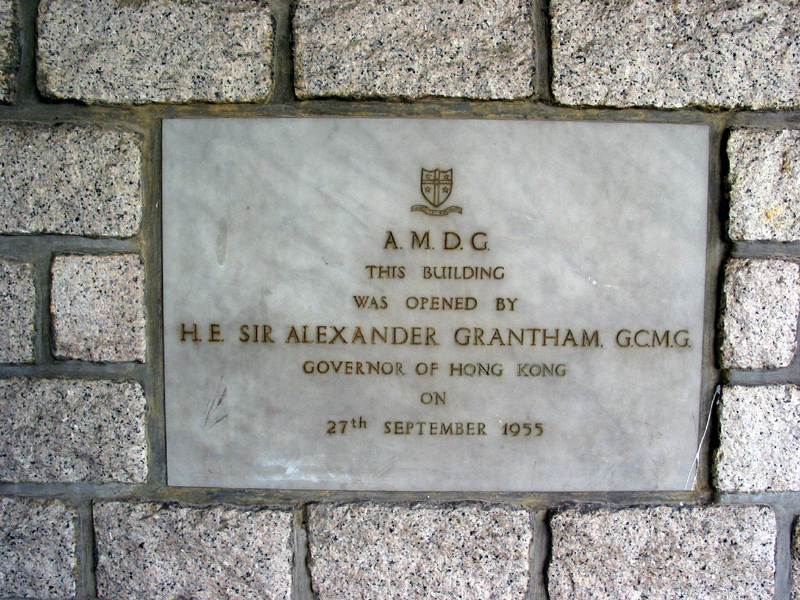 A. M. D. G.
THIS BUILDING
WAS OPENED BY
H. E. SIR ALEXANDER GRANTHAM, G.C.M.G.
GOVERNOR OF HONG KONG
ON
27th SEPTEMBER 1955